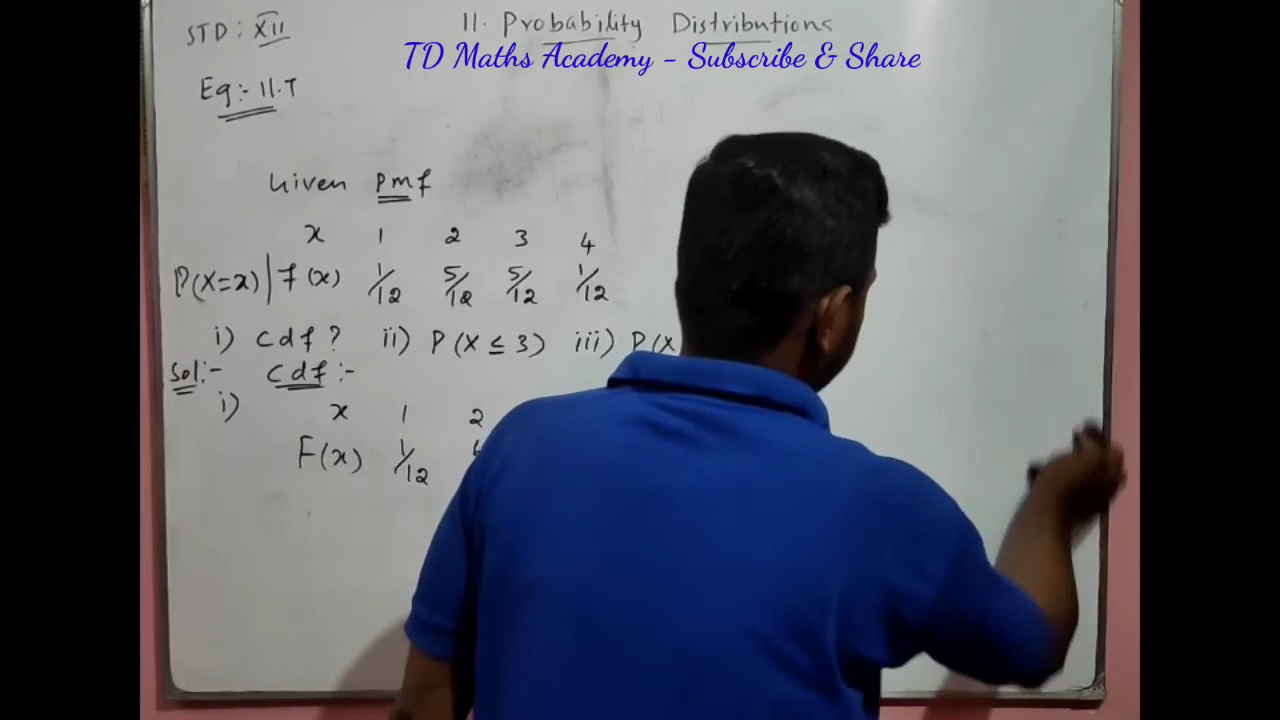 STD : XII
11. Probability Distributions
TD Maths Academy - Subscribe & Share
Eg:- 11.7
Given pmf
x 1 2 3 4
P(X=x) | f(x) 1/12 5/12 5/12 1/12
i) Cdf ? ii) P(X ≤ 3) iii) P(X
Sol:- Cdf :-
i) x 1 2
F(x) 1/12